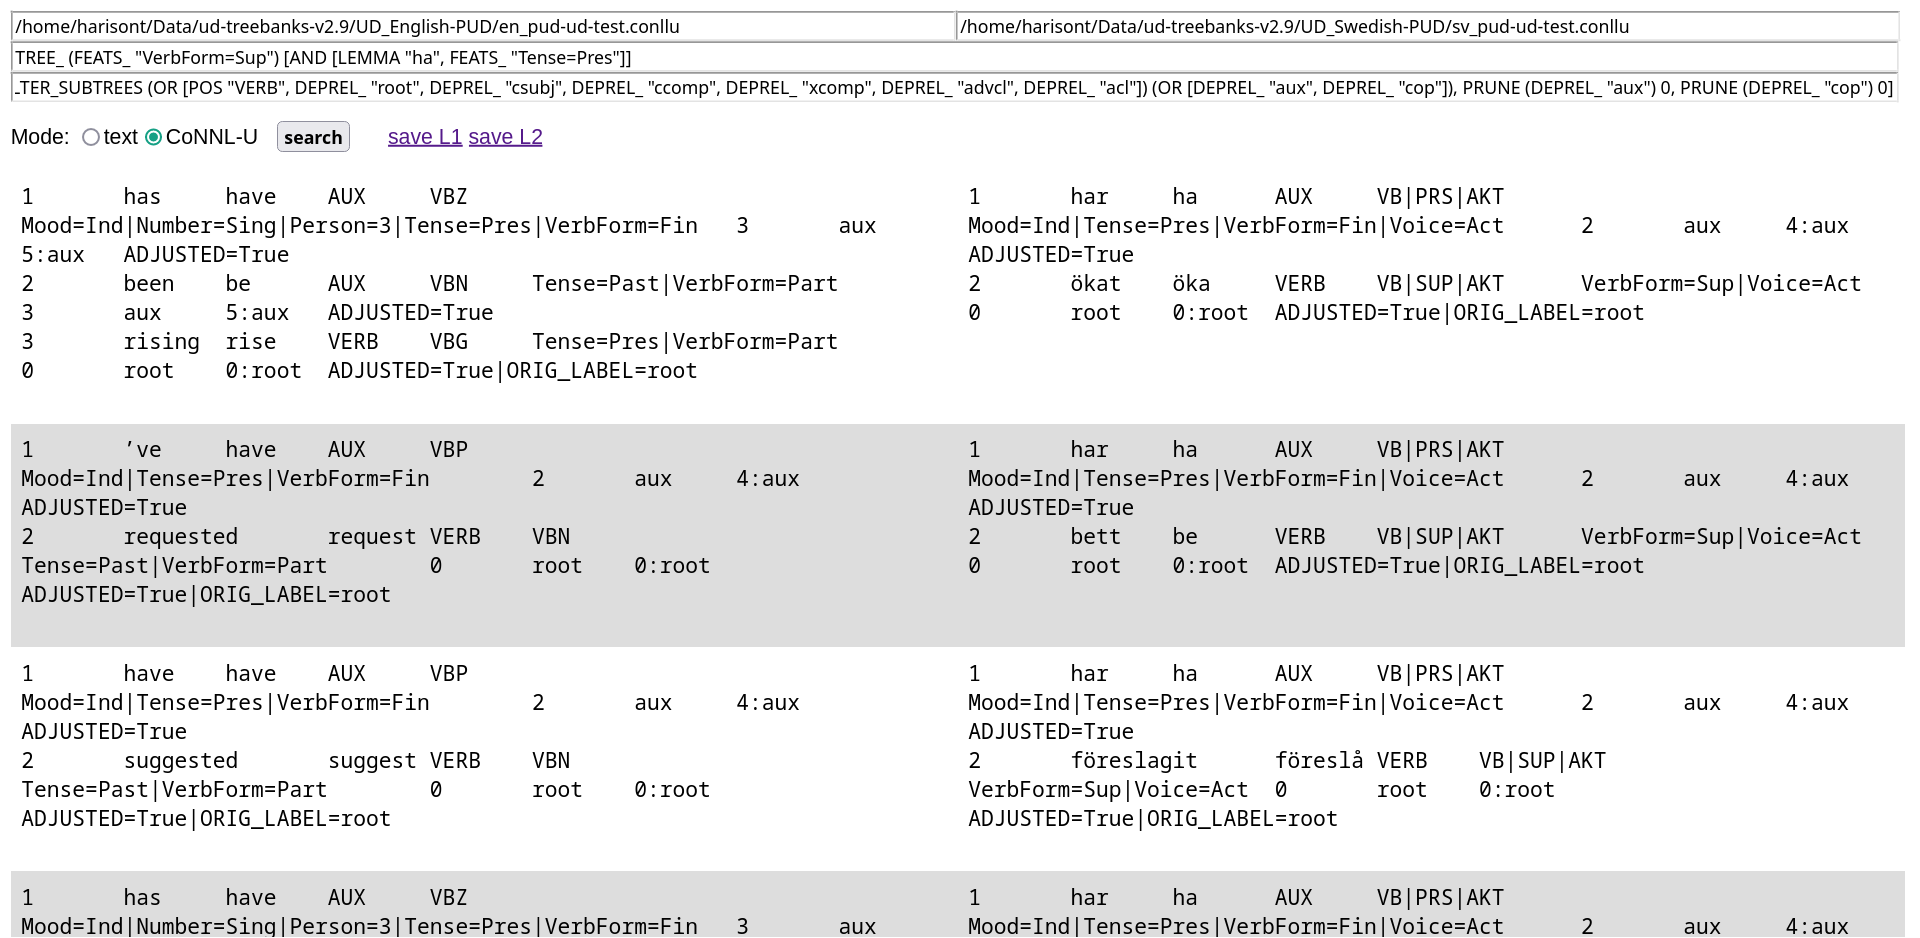 /home/harisont/Data/ud-treebanks-v2.9/UD_English-PUD/en_pud-ud-test.conllu /home/harisont/Data/ud-treebanks-v2.9/UD_Swedish-PUD/sv_pud-ud-test.conllu
TREE_ (FEATS_ "VerbForm=Sup") [AND [LEMMA "ha", FEATS_ "Tense=Pres"]]
TER_SUBTREES (OR [POS "VERB", DEPREL_ "root", DEPREL_ "csubj", DEPREL_ "ccomp", DEPREL_ "xcomp", DEPREL_ "advcl", DEPREL_ "acl"]) (OR [DEPREL_ "aux", DEPREL_ "cop"]), PRUNE (DEPREL_ "aux") 0, PRUNE (DEPREL_ "cop") 0]
Mode: text CoNNL-U search save L1 save L2
1 has have AUX VBZ
Mood=Ind|Number=Sing|Person=3|Tense=Pres|VerbForm=Fin 3 aux
5:aux ADJUSTED=True
2 been be AUX VBN Tense=Past|VerbForm=Part
3 aux 5:aux ADJUSTED=True
3 rising rise VERB VBG Tense=Pres|VerbForm=Part
0 root 0:root ADJUSTED=True|ORIG_LABEL=root
1 har ha AUX VB|PRS|AKT
Mood=Ind|Tense=Pres|VerbForm=Fin|Voice=Act 2 aux 4:aux
ADJUSTED=True
2 ökat öka VERB VB|SUP|AKT VerbForm=Sup|Voice=Act
0 root 0:root ADJUSTED=True|ORIG_LABEL=root
1 ’ve have AUX VBP
Mood=Ind|Tense=Pres|VerbForm=Fin 2 aux 4:aux
ADJUSTED=True
2 requested request VERB VBN
Tense=Past|VerbForm=Part 0 root 0:root
ADJUSTED=True|ORIG_LABEL=root
1 har ha AUX VB|PRS|AKT
Mood=Ind|Tense=Pres|VerbForm=Fin|Voice=Act 2 aux 4:aux
ADJUSTED=True
2 bett be VERB VB|SUP|AKT VerbForm=Sup|Voice=Act
0 root 0:root ADJUSTED=True|ORIG_LABEL=root
1 have have AUX VBP
Mood=Ind|Tense=Pres|VerbForm=Fin 2 aux 4:aux
ADJUSTED=True
2 suggested suggest VERB VBN
Tense=Past|VerbForm=Part 0 root 0:root
ADJUSTED=True|ORIG_LABEL=root
1 har ha AUX VB|PRS|AKT
Mood=Ind|Tense=Pres|VerbForm=Fin|Voice=Act 2 aux 4:aux
ADJUSTED=True
2 föreslagit föreslå VERB VB|SUP|AKT
VerbForm=Sup|Voice=Act 0 root 0:root
ADJUSTED=True|ORIG_LABEL=root
1 has have AUX VBZ
Mood=Ind|Number=Sing|Person=3|Tense=Pres|VerbForm=Fin 3 aux
1 har ha AUX VB|PRS|AKT
Mood=Ind|Tense=Pres|VerbForm=Fin|Voice=Act 2 aux 4:aux